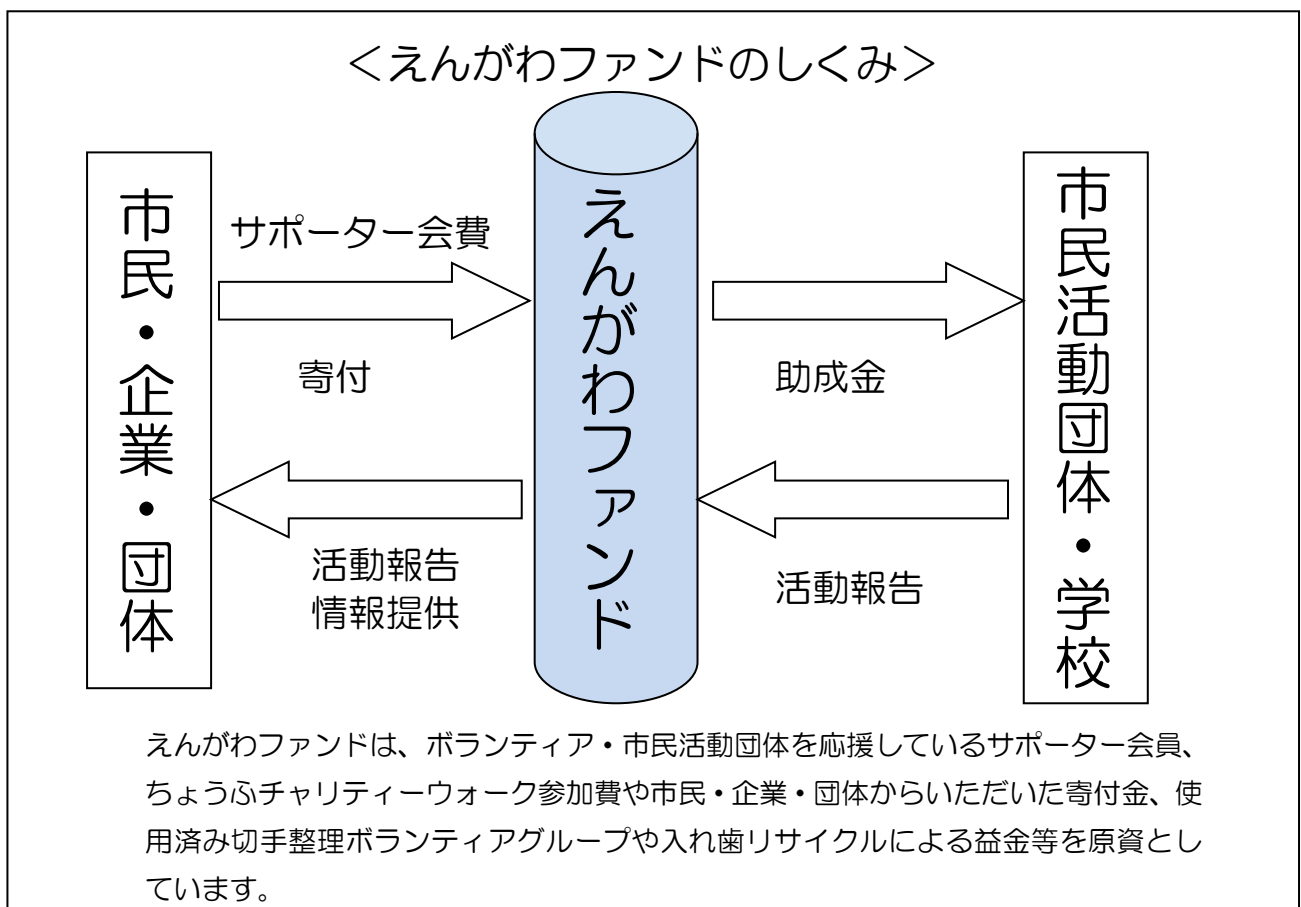 ＜えんがわファンドのしくみ＞
市民・企業・団体
サポーター会費
寄付
活動報告
情報提供
えんがわファンド
助成金
活動報告
市民活動団体・学校
えんがわファンドは、ボランティア・市民活動団体を応援しているサポーター会員、
ちょうふチャリティーウォーク参加費や市民・企業・団体からいただいた寄付金、使
用済み切手整理ボランティアグループや入れ歯リサイクルによる益金等を原資とし
ています。